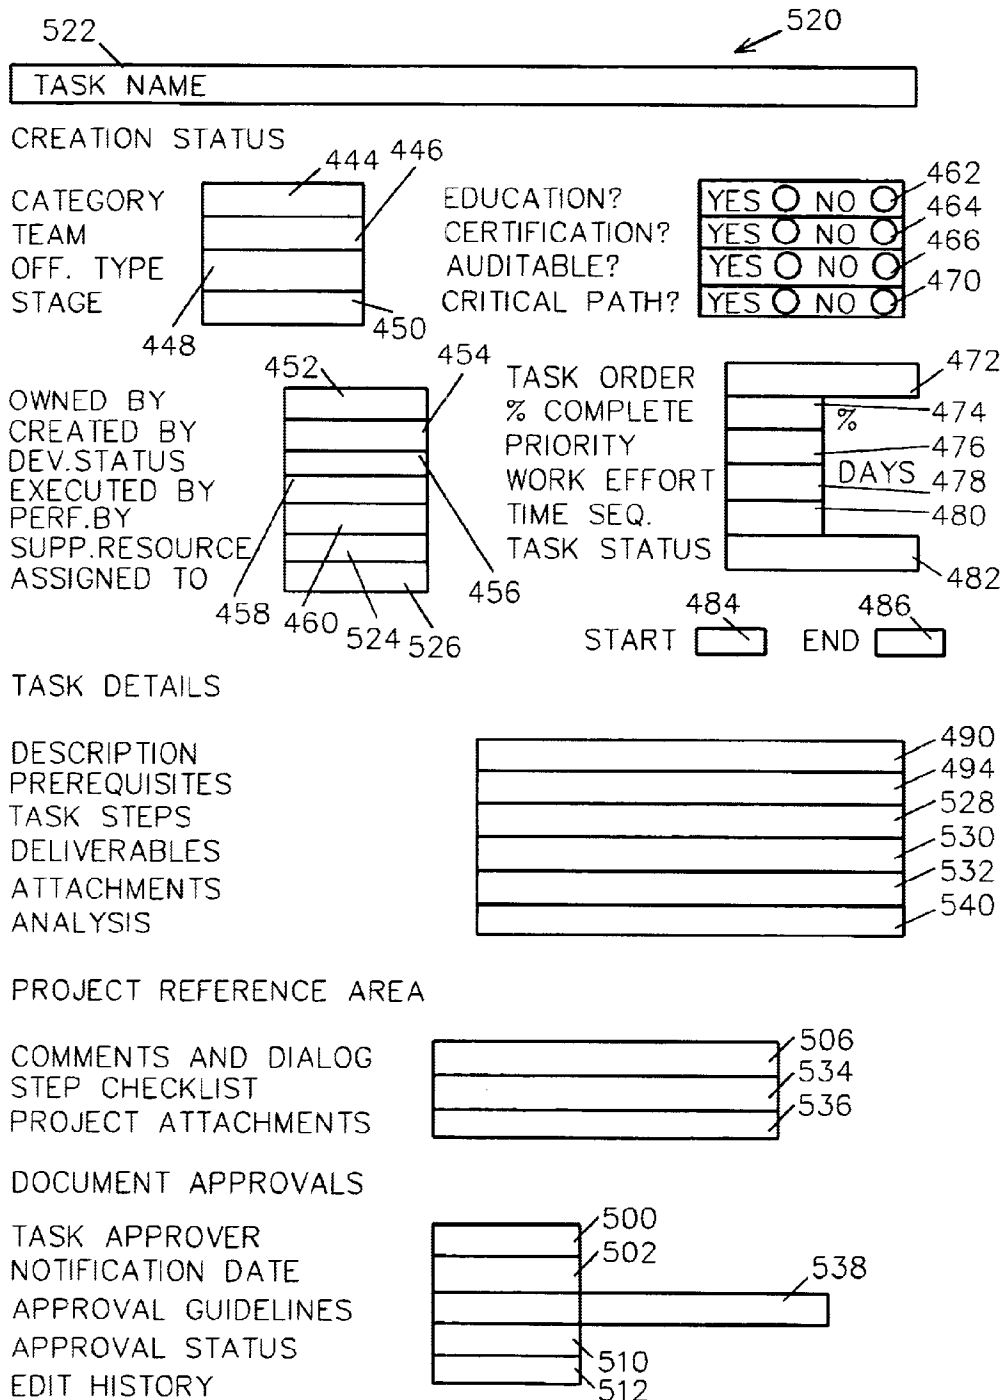 522 520
TASK NAME
CREATION STATUS
444 446
CATEGORY EDUCATION? YES NO 462
TEAM CERTIFICATION? YES NO 464
OFF. TYPE AUDITABLE? YES NO 466
STAGE CRITICAL PATH? YES NO 470
448 450
452 454
OWNED BY
CREATED BY
DEV.STATUS
EXECUTED BY
PERF.BY
SUPP.RESOURCE
ASSIGNED TO
458 460 524 526 456
TASK ORDER 472
% COMPLETE % 474
PRIORITY 476
WORK EFFORT DAYS 478
TIME SEQ. 480
TASK STATUS 482
484 486
START END
TASK DETAILS
DESCRIPTION 490
PREREQUISITES 494
TASK STEPS 528
DELIVERABLES 530
ATTACHMENTS 532
ANALYSIS 540
PROJECT REFERENCE AREA
COMMENTS AND DIALOG 506
STEP CHECKLIST 534
PROJECT ATTACHMENTS 536
DOCUMENT APPROVALS
TASK APPROVER 500
NOTIFICATION DATE 502
APPROVAL GUIDELINES 538
APPROVAL STATUS 510
EDIT HISTORY 512